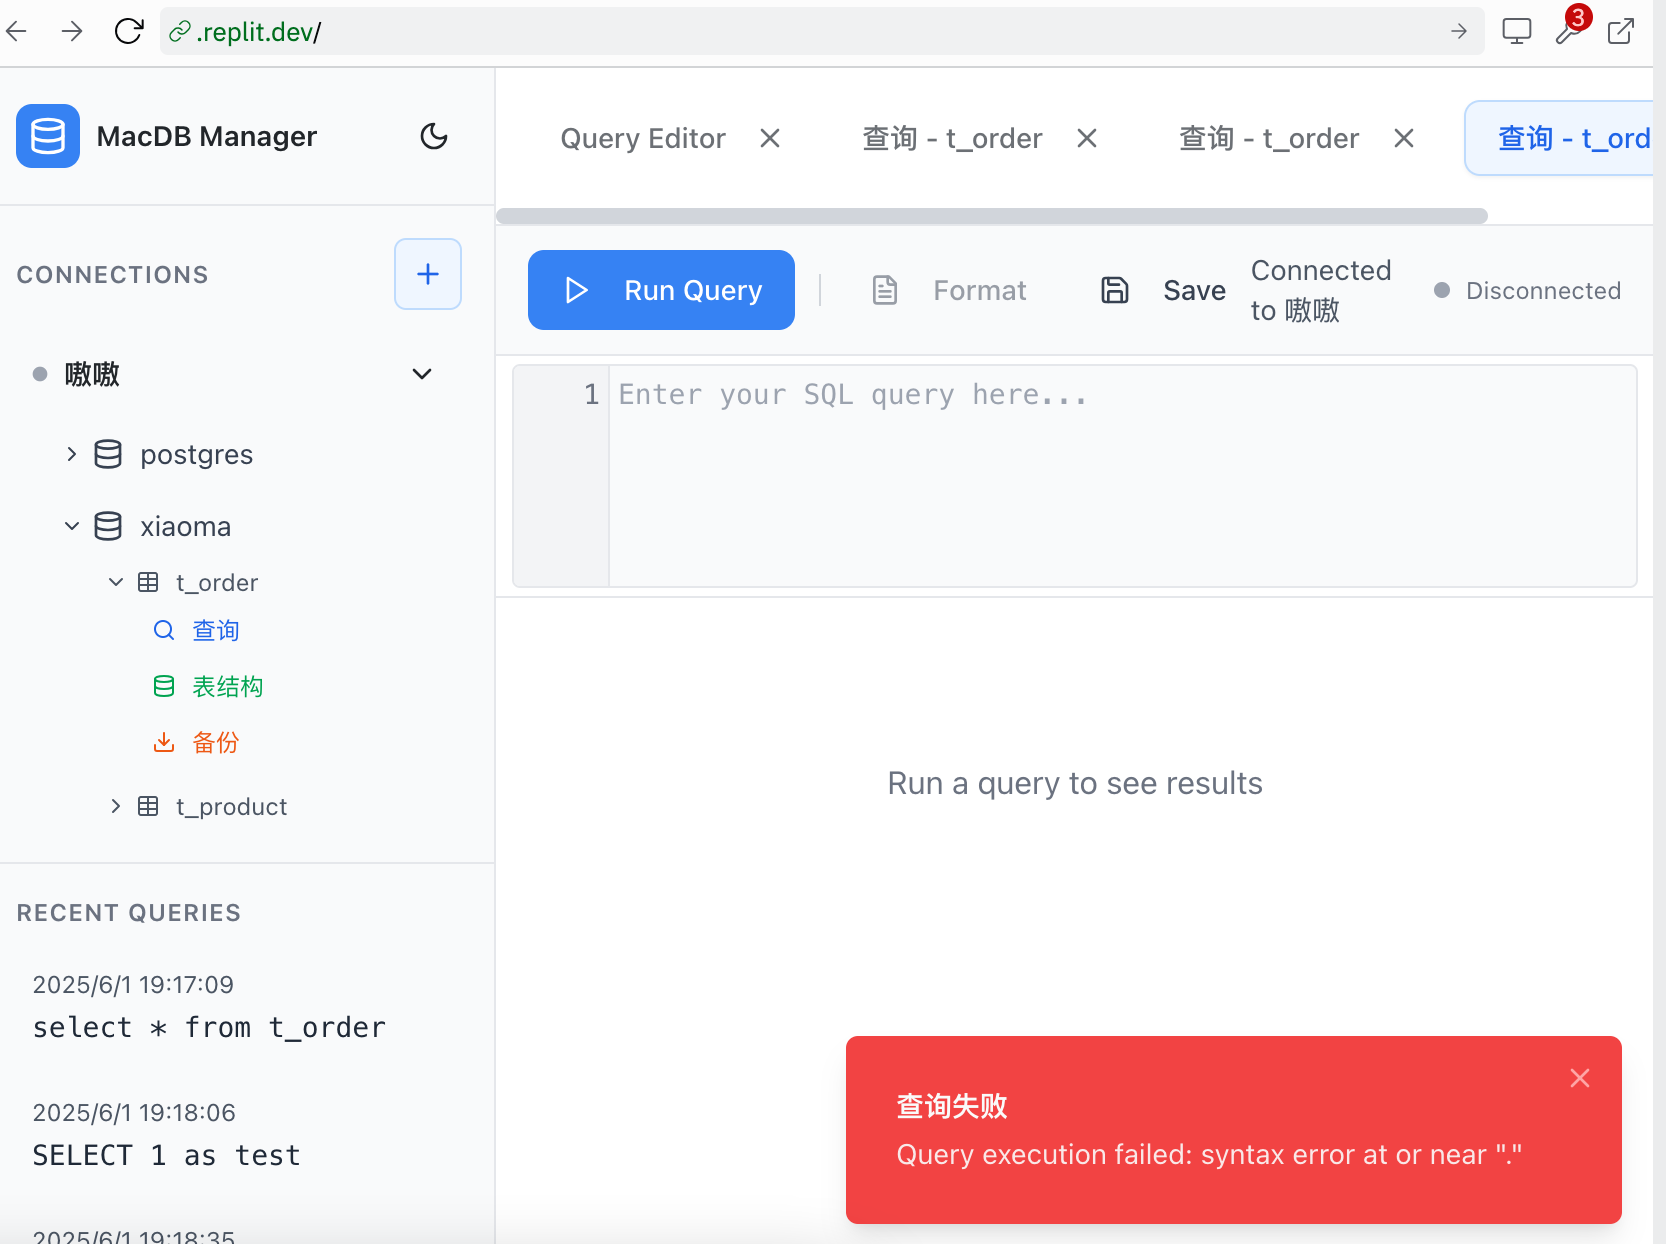 .replit.dev/
3
MacDB Manager
Query Editor
查询 - t_order
查询 - t_order
查询 - t_ord
CONNECTIONS
Run Query
Format
Save
Connected
to 嗷嗷
Disconnected
嗷嗷
1
Enter your SQL query here...
postgres
xiaoma
t_order
查询
表结构
备份
t_product
Run a query to see results
RECENT QUERIES
2025/6/1 19:17:09
select * from t_order
2025/6/1 19:18:06
SELECT 1 as test
2025/6/1 19:18:35
查询失败
Query execution failed: syntax error at or near "."